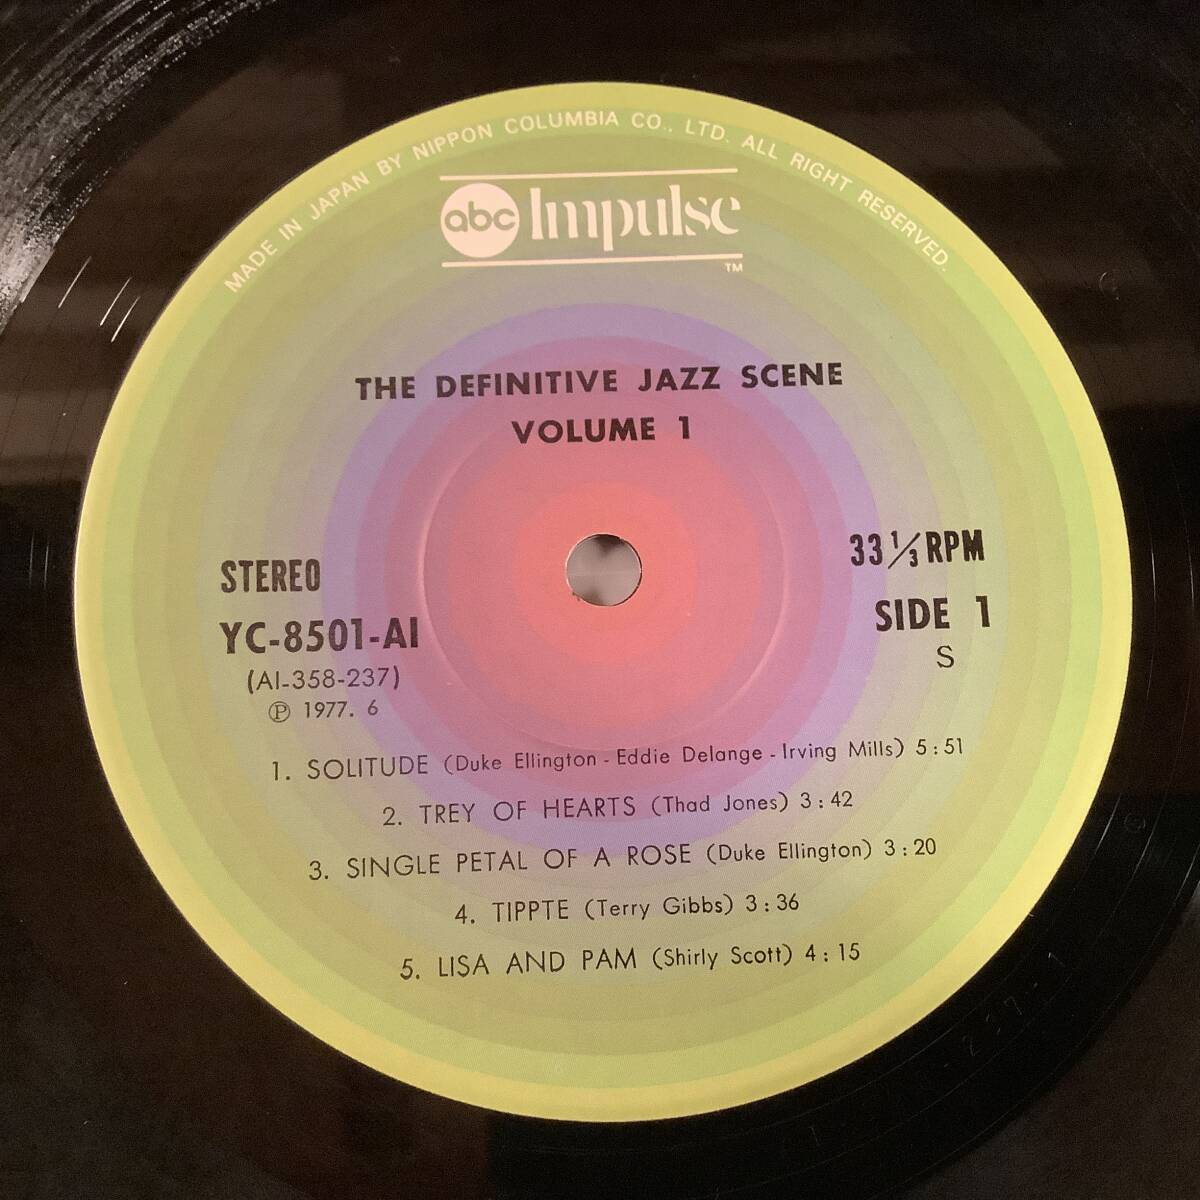 MADE IN JAPAN BY NIPPON COLUMBIA CO., LTD. ALL RIGHT RESERVED.
abc Impulse
TM
THE DEFINITIVE JAZZ SCENE
VOLUME 1
STEREO
YC-8501-AI
(AI-358-237)
Ⓟ 1977. 6
33 1/3 RPM
SIDE 1
S
1. SOLITUDE (Duke Ellington - Eddie Delange - Irving Mills) 5:51
2. TREY OF HEARTS (Thad Jones) 3:42
3. SINGLE PETAL OF A ROSE (Duke Ellington) 3:20
4. TIPPTE (Terry Gibbs) 3:36
5. LISA AND PAM (Shirly Scott) 4:15